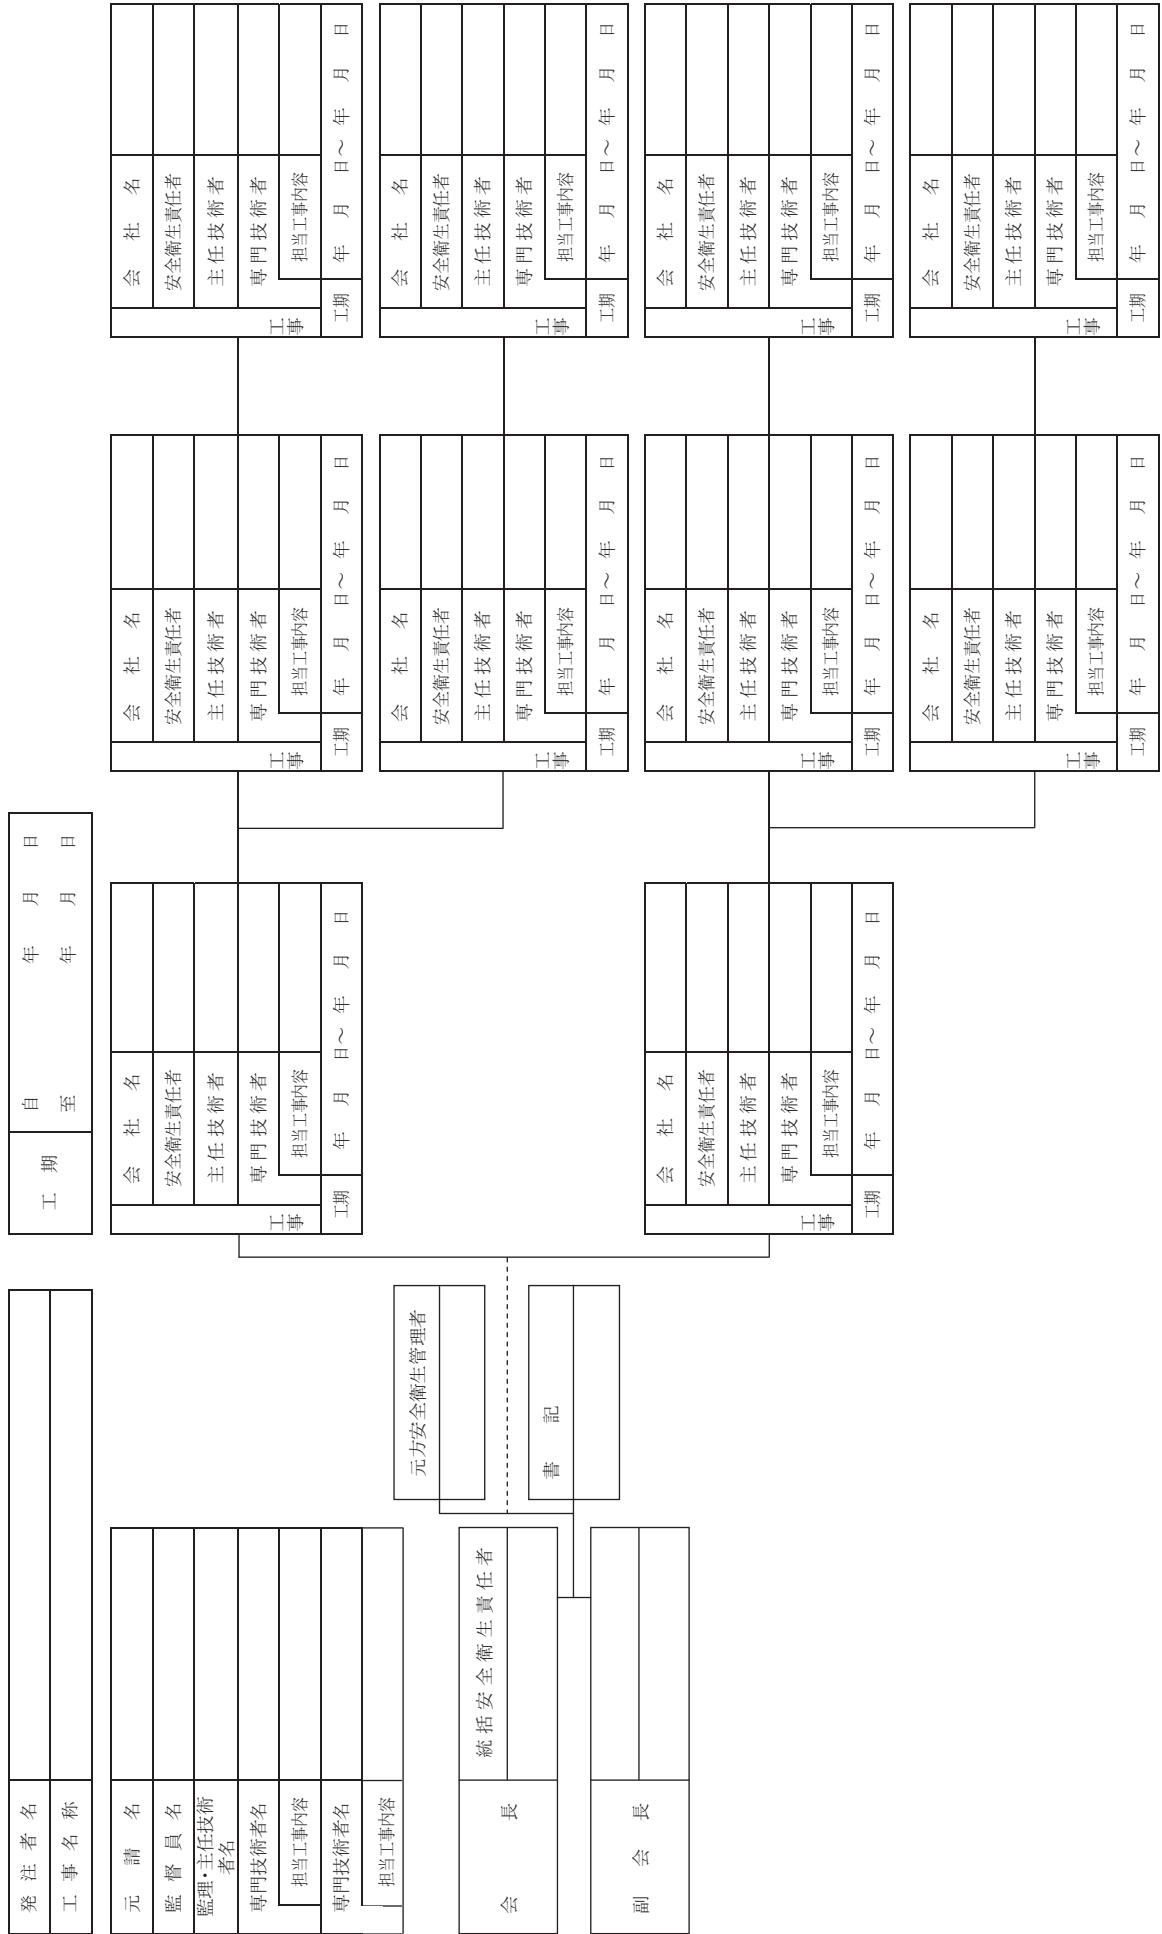 発注者名
工事名称
工期
自 年 月 日
至 年 月 日
元請名
監督員名
監理・主任技術
者名
専門技術者名
担当工事内容
専門技術者名
担当工事内容
会長
統括安全衛生責任者
副会長
元方安全衛生管理者
書記
会社名
安全衛生責任者
主任技術者
専門技術者
担当工事内容
工事
工期 年 月 日～ 年 月 日
会社名
安全衛生責任者
主任技術者
専門技術者
担当工事内容
工事
工期 年 月 日～ 年 月 日
会社名
安全衛生責任者
主任技術者
専門技術者
担当工事内容
工事
工期 年 月 日～ 年 月 日
会社名
安全衛生責任者
主任技術者
専門技術者
担当工事内容
工事
工期 年 月 日～ 年 月 日
会社名
安全衛生責任者
主任技術者
専門技術者
担当工事内容
工事
工期 年 月 日～ 年 月 日
会社名
安全衛生責任者
主任技術者
専門技術者
担当工事内容
工事
工期 年 月 日～ 年 月 日
会社名
安全衛生責任者
主任技術者
専門技術者
担当工事内容
工事
工期 年 月 日～ 年 月 日
会社名
安全衛生責任者
主任技術者
専門技術者
担当工事内容
工事
工期 年 月 日～ 年 月 日
会社名
安全衛生責任者
主任技術者
専門技術者
担当工事内容
工事
工期 年 月 日～ 年 月 日
会社名
安全衛生責任者
主任技術者
専門技術者
担当工事内容
工事
工期 年 月 日～ 年 月 日